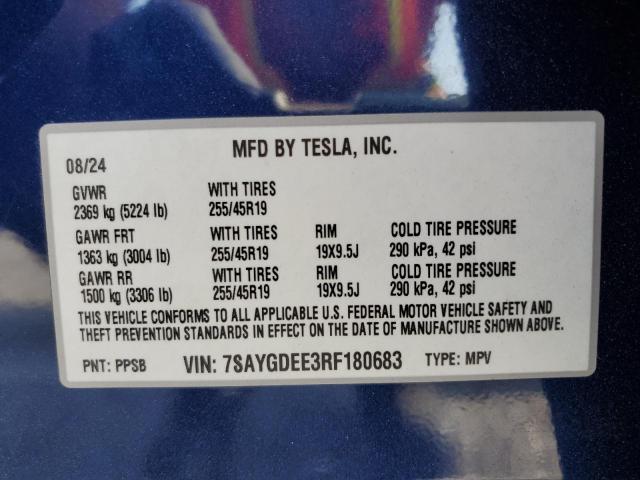 MFD BY TESLA, INC.
08/24
GVWR WITH TIRES
2369 kg (5224 lb) 255/45R19
GAWR FRT WITH TIRES RIM COLD TIRE PRESSURE
1363 kg (3004 lb) 255/45R19 19X9.5J 290 kPa, 42 psi
GAWR RR WITH TIRES RIM COLD TIRE PRESSURE
1500 kg (3306 lb) 255/45R19 19X9.5J 290 kPa, 42 psi
THIS VEHICLE CONFORMS TO ALL APPLICABLE U.S. FEDERAL MOTOR VEHICLE SAFETY AND
THEFT PREVENTION STANDARDS IN EFFECT ON THE DATE OF MANUFACTURE SHOWN ABOVE.
PNT: PPSB VIN: 7SAYGDEE3RF180683 TYPE: MPV